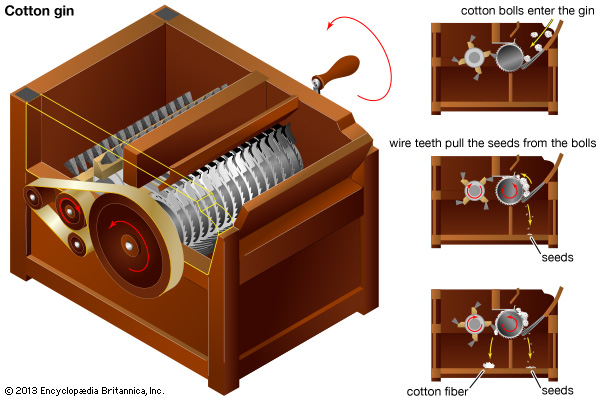 Cotton gin
cotton bolls enter the gin
wire teeth pull the seeds from the bolls
seeds
cotton fiber
seeds
© 2013 Encyclopædia Britannica, Inc.